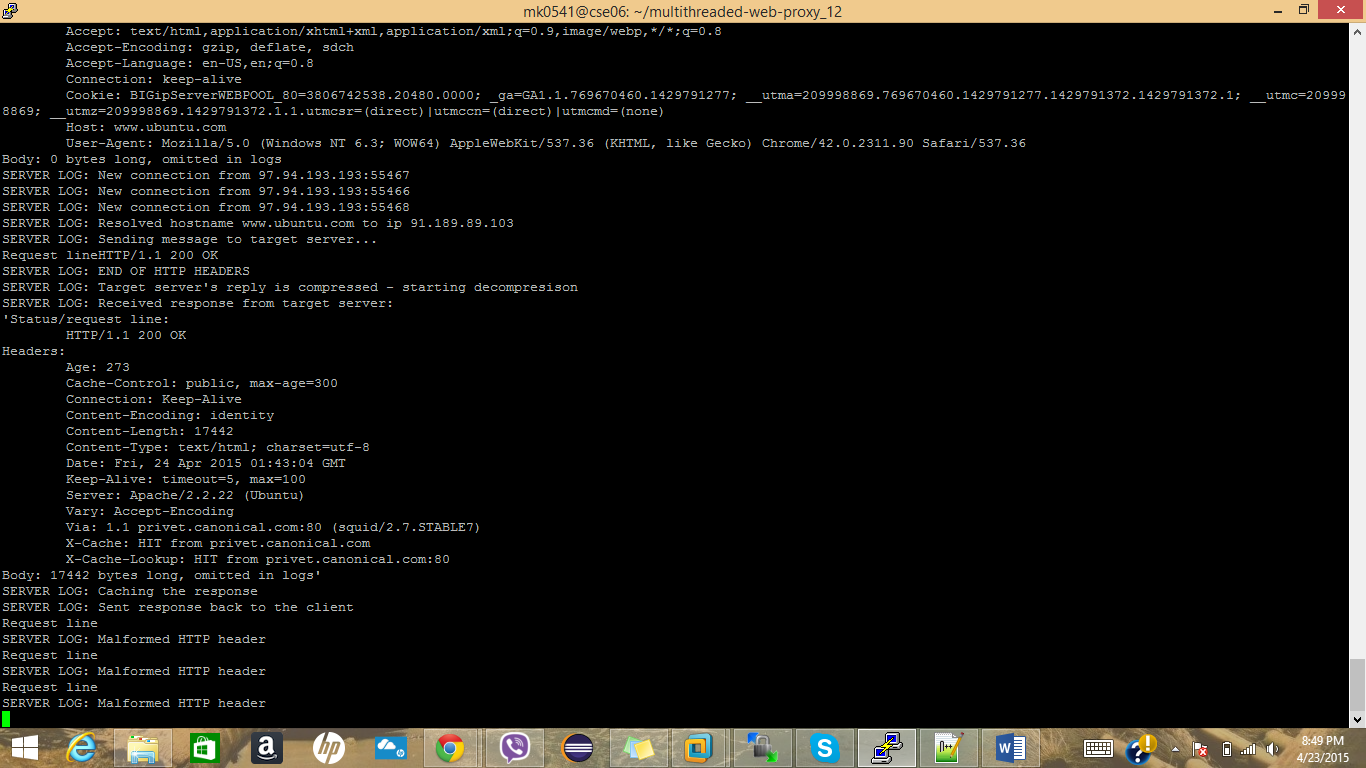 mk0541@cse06: ~/multithreaded-web-proxy_12
Accept: text/html,application/xhtml+xml,application/xml;q=0.9,image/webp,*/*;q=0.8
Accept-Encoding: gzip, deflate, sdch
Accept-Language: en-US,en;q=0.8
Connection: keep-alive
Cookie: BIGipServerWEBPOOL_80=3806742538.20480.0000; _ga=GA1.1.769670460.1429791277; __utma=209998869.769670460.1429791277.1429791372.1429791372.1; __utmc=20999
8869; __utmz=209998869.1429791372.1.1.utmcsr=(direct)|utmccn=(direct)|utmcmd=(none)
Host: www.ubuntu.com
User-Agent: Mozilla/5.0 (Windows NT 6.3; WOW64) AppleWebKit/537.36 (KHTML, like Gecko) Chrome/42.0.2311.90 Safari/537.36
Body: 0 bytes long, omitted in logs
SERVER LOG: New connection from 97.94.193.193:55467
SERVER LOG: New connection from 97.94.193.193:55466
SERVER LOG: New connection from 97.94.193.193:55468
SERVER LOG: Resolved hostname www.ubuntu.com to ip 91.189.89.103
SERVER LOG: Sending message to target server...
Request lineHTTP/1.1 200 OK
SERVER LOG: END OF HTTP HEADERS
SERVER LOG: Target server's reply is compressed - starting decompresison
SERVER LOG: Received response from target server:
'Status/request line:
HTTP/1.1 200 OK
Headers:
Age: 273
Cache-Control: public, max-age=300
Connection: Keep-Alive
Content-Encoding: identity
Content-Length: 17442
Content-Type: text/html; charset=utf-8
Date: Fri, 24 Apr 2015 01:43:04 GMT
Keep-Alive: timeout=5, max=100
Server: Apache/2.2.22 (Ubuntu)
Vary: Accept-Encoding
Via: 1.1 privet.canonical.com:80 (squid/2.7.STABLE7)
X-Cache: HIT from privet.canonical.com
X-Cache-Lookup: HIT from privet.canonical.com:80
Body: 17442 bytes long, omitted in logs'
SERVER LOG: Caching the response
SERVER LOG: Sent response back to the client
Request line
SERVER LOG: Malformed HTTP header
Request line
SERVER LOG: Malformed HTTP header
Request line
SERVER LOG: Malformed HTTP header
8:49 PM
4/23/2015